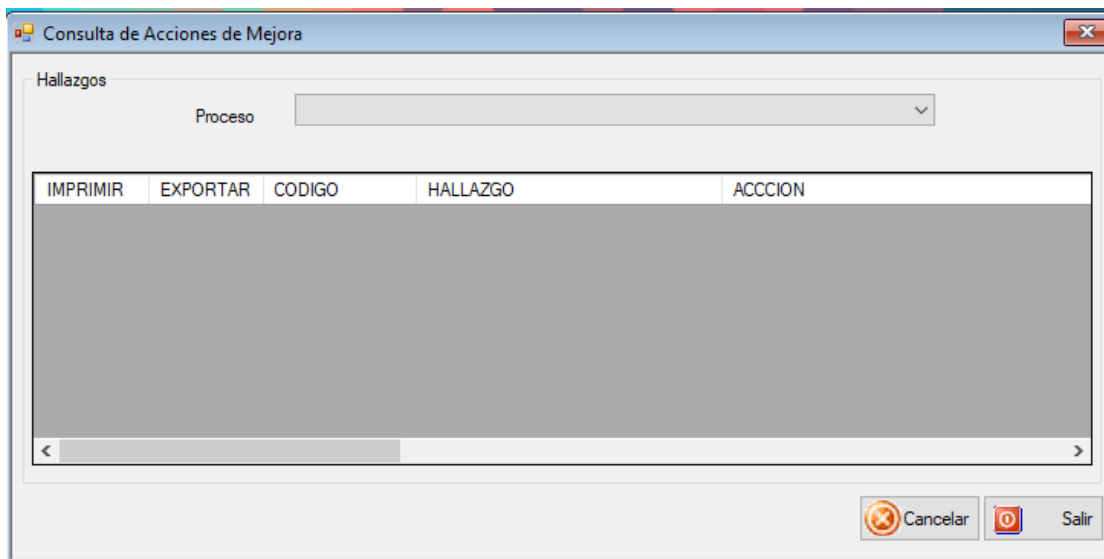 Consulta de Acciones de Mejora
Hallazgos
Proceso
IMPRIMIR EXPORTAR CODIGO HALLAZGO ACCCION
Cancelar Salir